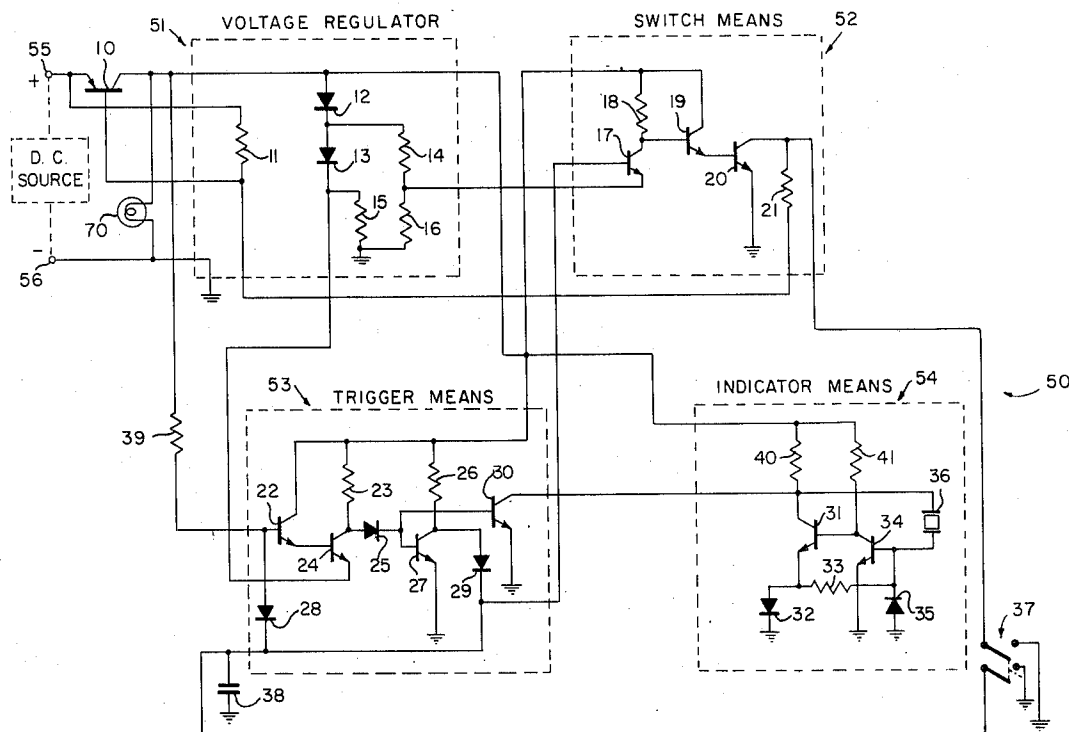 51 VOLTAGE REGULATOR
SWITCH MEANS
52
55 10
+
12
18 19
17
11 13 14
D. C.
SOURCE
15 16
20 21
70
−
56
53 TRIGGER MEANS
INDICATOR MEANS 54
50
39
40 41 36
26 30
23
22
31 34
24 25 27 29
33
28
32 35 37
38